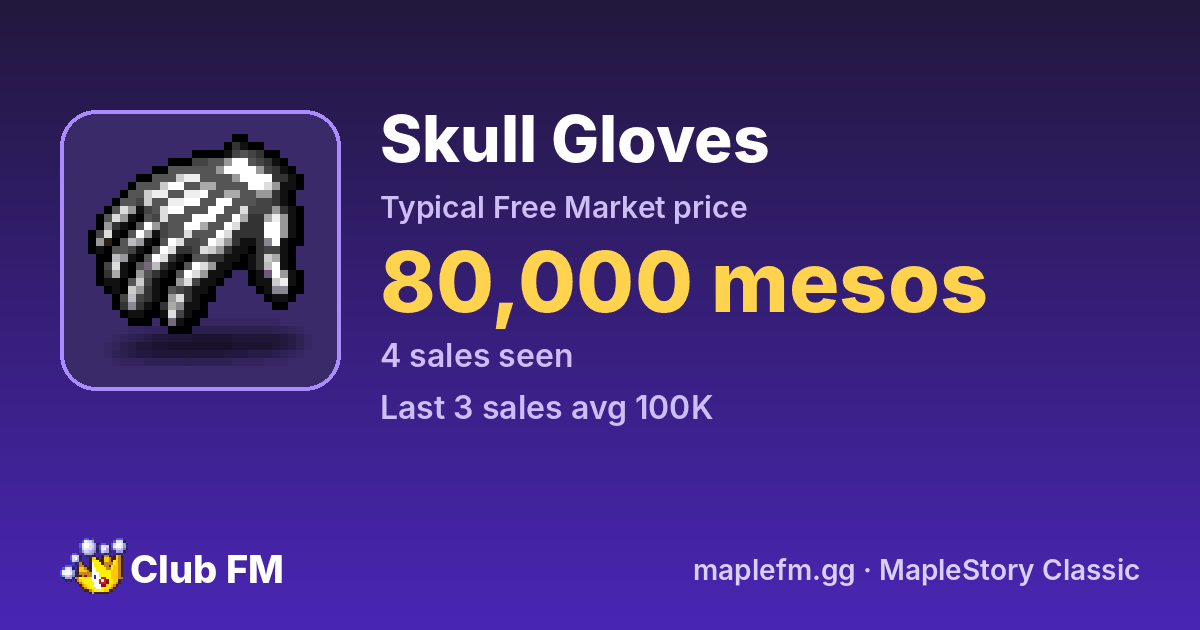 Skull Gloves
Typical Free Market price
80,000 mesos
4 sales seen
Last 3 sales avg 100K
Club FM
maplefm.gg · MapleStory Classic